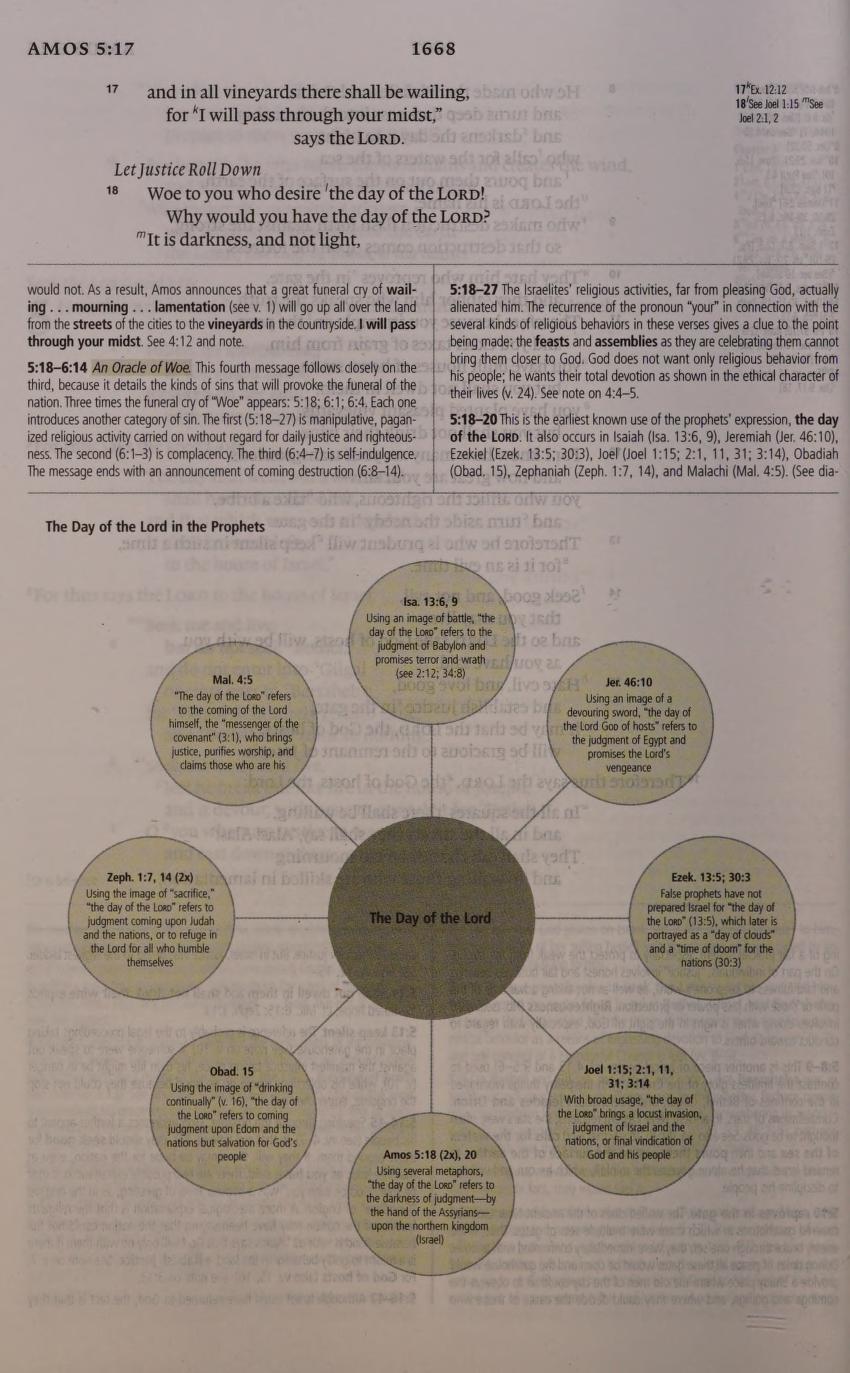 AMOS 5:17
1668
17 and in all vineyards there shall be wailing,
for kI will pass through your midst,”
says the LORD.
Let Justice Roll Down
18 Woe to you who desire lthe day of the LORD!
Why would you have the day of the LORD?
mIt is darkness, and not light,
17kEx. 12:12
18lSee Joel 1:15 mSee
Joel 2:1, 2
would not. As a result, Amos announces that a great funeral cry of wail-
ing . . . mourning . . . lamentation (see v. 1) will go up all over the land
from the streets of the cities to the vineyards in the countryside. I will pass
through your midst. See 4:12 and note.
5:18–6:14 An Oracle of Woe. This fourth message follows closely on the
third, because it details the kinds of sins that will provoke the funeral of the
nation. Three times the funeral cry of “Woe” appears: 5:18; 6:1; 6:4. Each one
introduces another category of sin. The first (5:18–27) is manipulative, pagan-
ized religious activity carried on without regard for daily justice and righteous-
ness. The second (6:1–3) is complacency. The third (6:4–7) is self-indulgence.
The message ends with an announcement of coming destruction (6:8–14).
5:18–27 The Israelites’ religious activities, far from pleasing God, actually
alienated him. The recurrence of the pronoun “your” in connection with the
several kinds of religious behaviors in these verses gives a clue to the point
being made: the feasts and assemblies as they are celebrating them cannot
bring them closer to God. God does not want only religious behavior from
his people; he wants their total devotion as shown in the ethical character of
their lives (v. 24). See note on 4:4–5.
5:18–20 This is the earliest known use of the prophets’ expression, the day
of the LORD. It also occurs in Isaiah (Isa. 13:6, 9), Jeremiah (Jer. 46:10),
Ezekiel (Ezek. 13:5; 30:3), Joel (Joel 1:15; 2:1, 11, 31; 3:14), Obadiah
(Obad. 15), Zephaniah (Zeph. 1:7, 14), and Malachi (Mal. 4:5). (See dia-
The Day of the Lord in the Prophets
Isa. 13:6, 9
Using an image of battle, “the
day of the LORD” refers to the
judgment of Babylon and
promises terror and wrath
(see 2:12; 34:8)
Mal. 4:5
“The day of the LORD” refers
to the coming of the Lord
himself, the “messenger of the
covenant” (3:1), who brings
justice, purifies worship, and
claims those who are his
Jer. 46:10
Using an image of a
devouring sword, “the day of
the Lord GOD of hosts” refers to
the judgment of Egypt and
promises the Lord’s
vengeance
Zeph. 1:7, 14 (2x)
Using the image of “sacrifice,”
“the day of the LORD” refers to
judgment coming upon Judah
and the nations, or to refuge in
the Lord for all who humble
themselves
The Day of the Lord
Ezek. 13:5; 30:3
False prophets have not
prepared Israel for “the day of
the LORD” (13:5), which later is
portrayed as a “day of clouds”
and a “time of doom” for the
nations (30:3)
Obad. 15
Using the image of “drinking
continually” (v. 16), “the day of
the LORD” refers to coming
judgment upon Edom and the
nations but salvation for God’s
people
Joel 1:15; 2:1, 11,
31; 3:14
With broad usage, “the day of
the LORD” brings a locust invasion,
judgment of Israel and the
nations, or final vindication of
God and his people
Amos 5:18 (2x), 20
Using several metaphors,
“the day of the LORD” refers to
the darkness of judgment—by
the hand of the Assyrians—
upon the northern kingdom
(Israel)